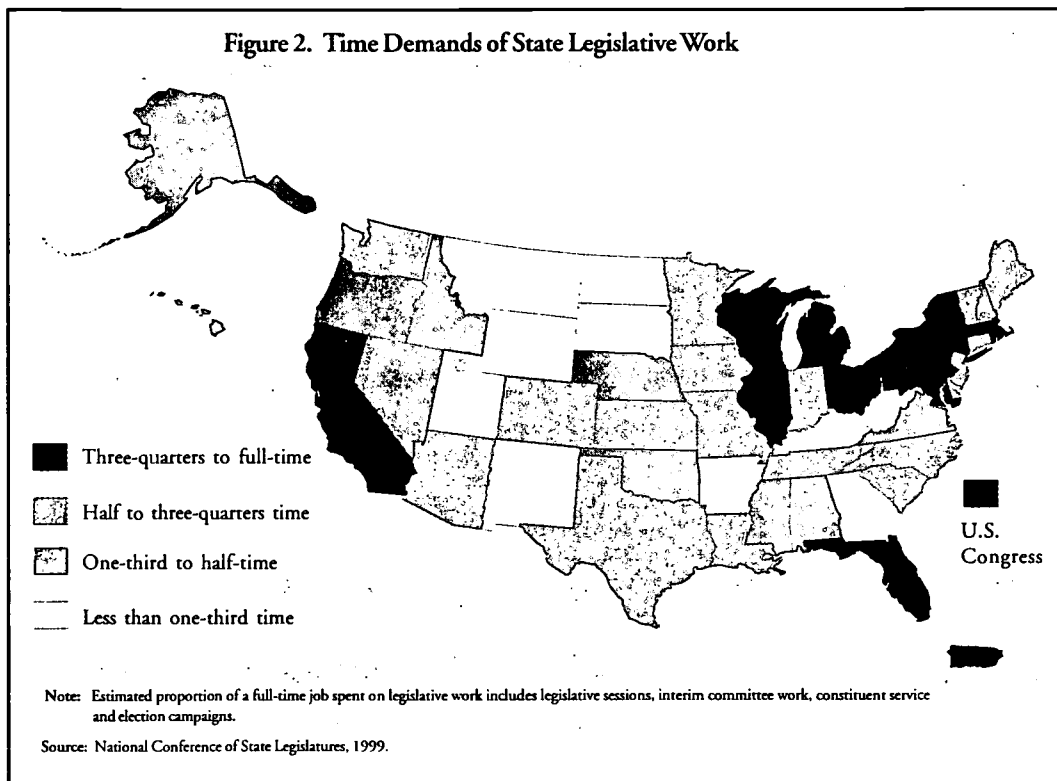 Figure 2. Time Demands of State Legislative Work
Three-quarters to full-time
Half to three-quarters time
One-third to half-time
Less than one-third time
U.S.
Congress
Note: Estimated proportion of a full-time job spent on legislative work includes legislative sessions, interim committee work, constituent service
and election campaigns.
Source: National Conference of State Legislatures, 1999.